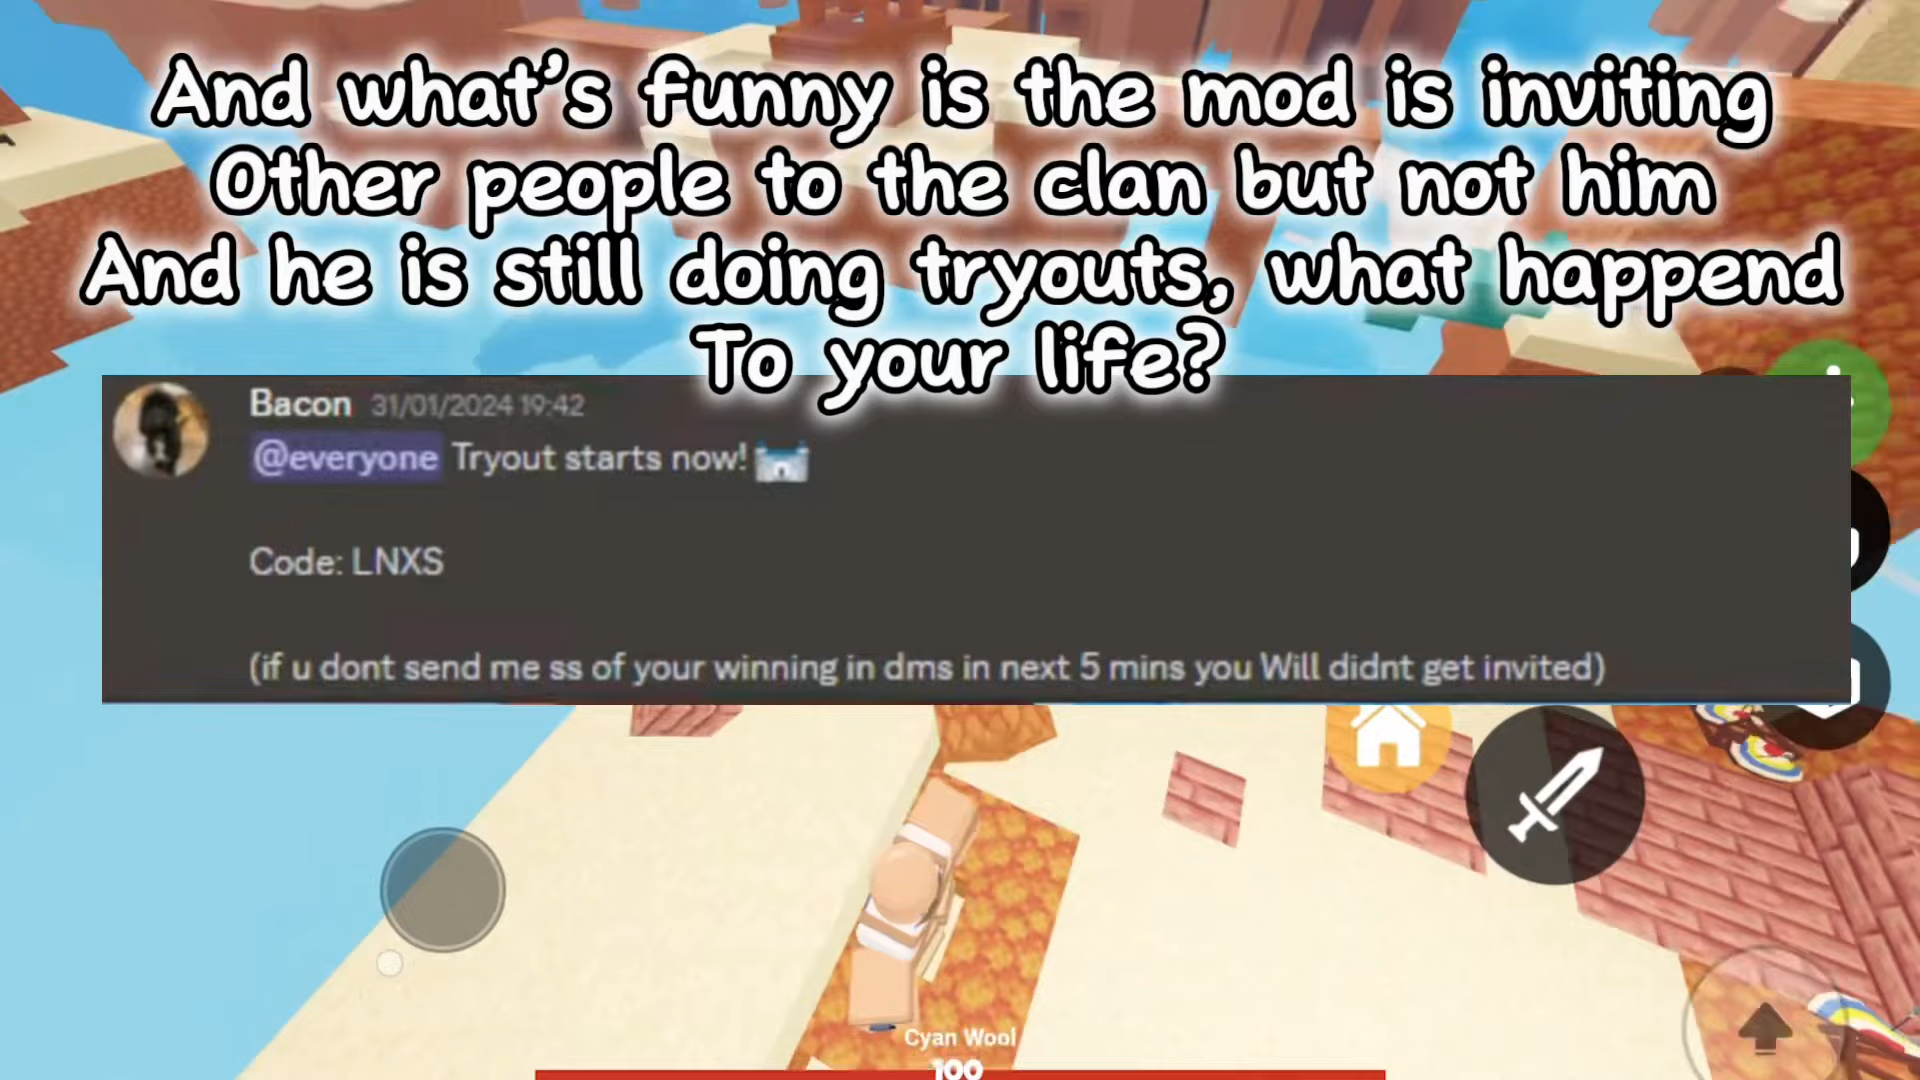 And what's funny is the mod is inviting
Other people to the clan but not him
And he is still doing tryouts, what happend
To your life?
Bacon 31/01/2024 19:42
@everyone Tryout starts now!
Code: LNXS
(if u dont send me ss of your winning in dms in next 5 mins you Will didnt get invited)
Cyan Wool
100